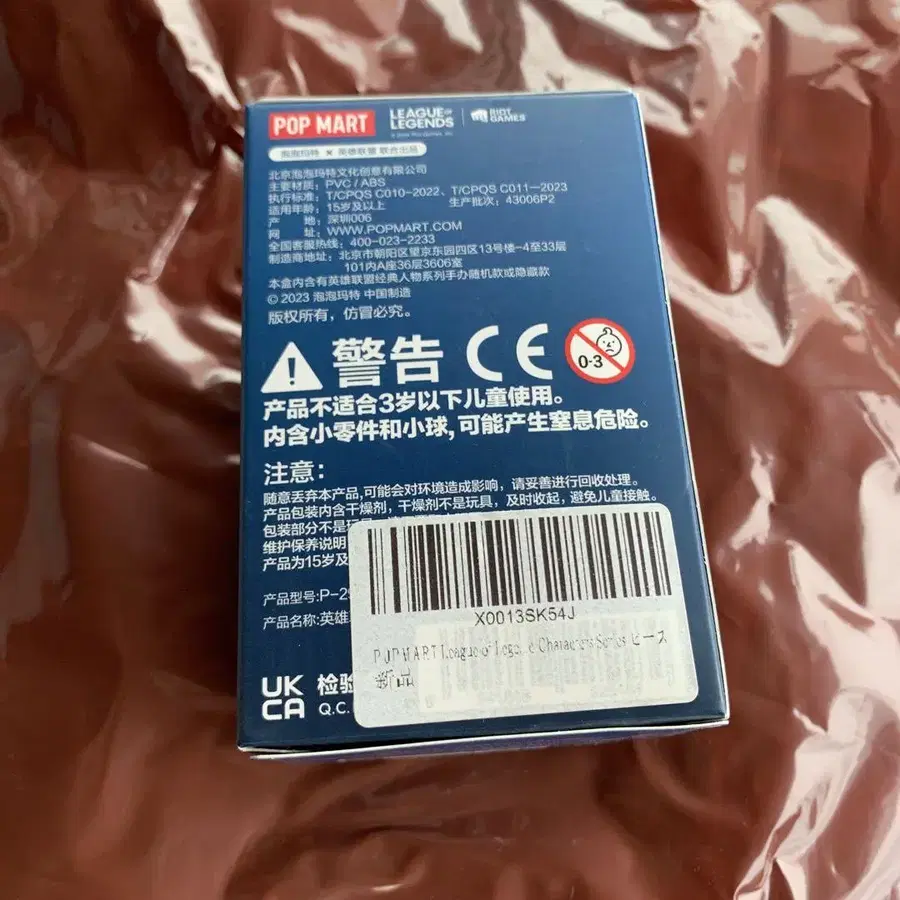 POP MART
LEAGUE OF LEGENDS
RIOT GAMES
泡泡玛特 × 英雄联盟 联合出品
北京泡泡玛特文化创意有限公司
主要材质: PVC / ABS
执行标准: T/CPQS C010-2022、T/CPQS C011-2023
适用年龄: 15岁及以上 生产批次: 43006P2
产 地: 深圳006
网 址: WWW.POPMART.COM
全国客服热线: 400-023-2233
制造商地址: 北京市朝阳区望京东园四区13号楼-4至33层
101内A座36层3606室
本盒内含有英雄联盟经典人物系列手办随机款或隐藏款
© 2023 泡泡玛特 中国制造
版权所有，仿冒必究。
警告 CE 0-3
产品不适合3岁以下儿童使用。
内含小零件和小球,可能产生窒息危险。
注意:
随意丢弃本产品,可能会对环境造成影响，请妥善进行回收处理。
产品包装内含干燥剂，干燥剂不是玩具，及时收起，避免儿童接触。
包装部分不是玩
维护保养说明
产品为15岁及
产品型号:P-29
产品名称:英雄
X0013SK54J
POPMART League of Lege
Characters Series ピース
新品
UK
CA
检验
Q.C.